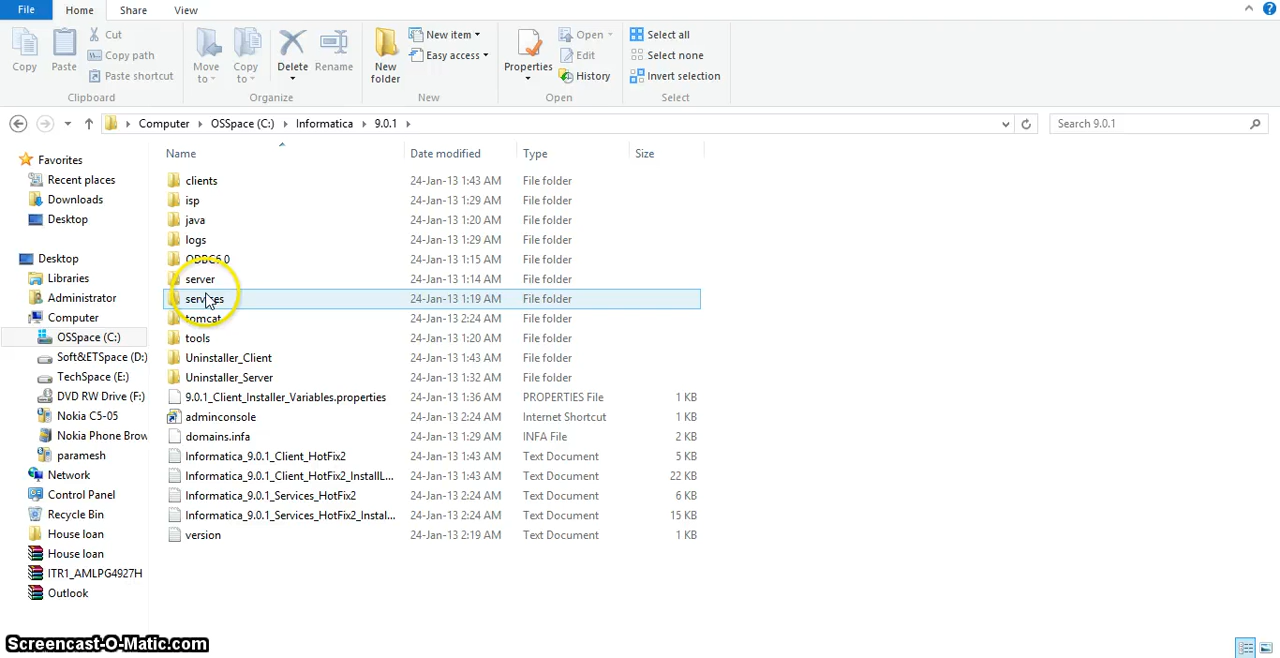 File Home Share View
Copy Paste Cut Copy path Paste shortcut Clipboard
Move to Copy to Delete Rename Organize
New folder New item Easy access New
Properties Open Edit History Open
Select all Select none Invert selection Select
Computer OSSpace (C:) Informatica 9.0.1 Search 9.0.1
Favorites
Recent places
Downloads
Desktop
Desktop
Libraries
Administrator
Computer
OSSpace (C:)
Soft&ETSpace (D:)
TechSpace (E:)
DVD RW Drive (F:)
Nokia C5-05
Nokia Phone Brow
paramesh
Network
Control Panel
Recycle Bin
House loan
House loan
ITR1_AMLPG4927H
Outlook
Name Date modified Type Size
clients 24-Jan-13 1:43 AM File folder
isp 24-Jan-13 1:29 AM File folder
java 24-Jan-13 1:20 AM File folder
logs 24-Jan-13 1:29 AM File folder
ODBC6.0 24-Jan-13 1:15 AM File folder
server 24-Jan-13 1:14 AM File folder
services 24-Jan-13 1:19 AM File folder
tomcat 24-Jan-13 2:24 AM File folder
tools 24-Jan-13 1:20 AM File folder
Uninstaller_Client 24-Jan-13 1:43 AM File folder
Uninstaller_Server 24-Jan-13 1:32 AM File folder
9.0.1_Client_Installer_Variables.properties 24-Jan-13 1:36 AM PROPERTIES File 1 KB
adminconsole 24-Jan-13 2:24 AM Internet Shortcut 1 KB
domains.infa 24-Jan-13 1:29 AM INFA File 2 KB
Informatica_9.0.1_Client_HotFix2 24-Jan-13 1:43 AM Text Document 5 KB
Informatica_9.0.1_Client_HotFix2_InstallL... 24-Jan-13 1:43 AM Text Document 22 KB
Informatica_9.0.1_Services_HotFix2 24-Jan-13 2:24 AM Text Document 6 KB
Informatica_9.0.1_Services_HotFix2_Instal... 24-Jan-13 2:24 AM Text Document 15 KB
version 24-Jan-13 2:19 AM Text Document 1 KB
Screencast-O-Matic.com